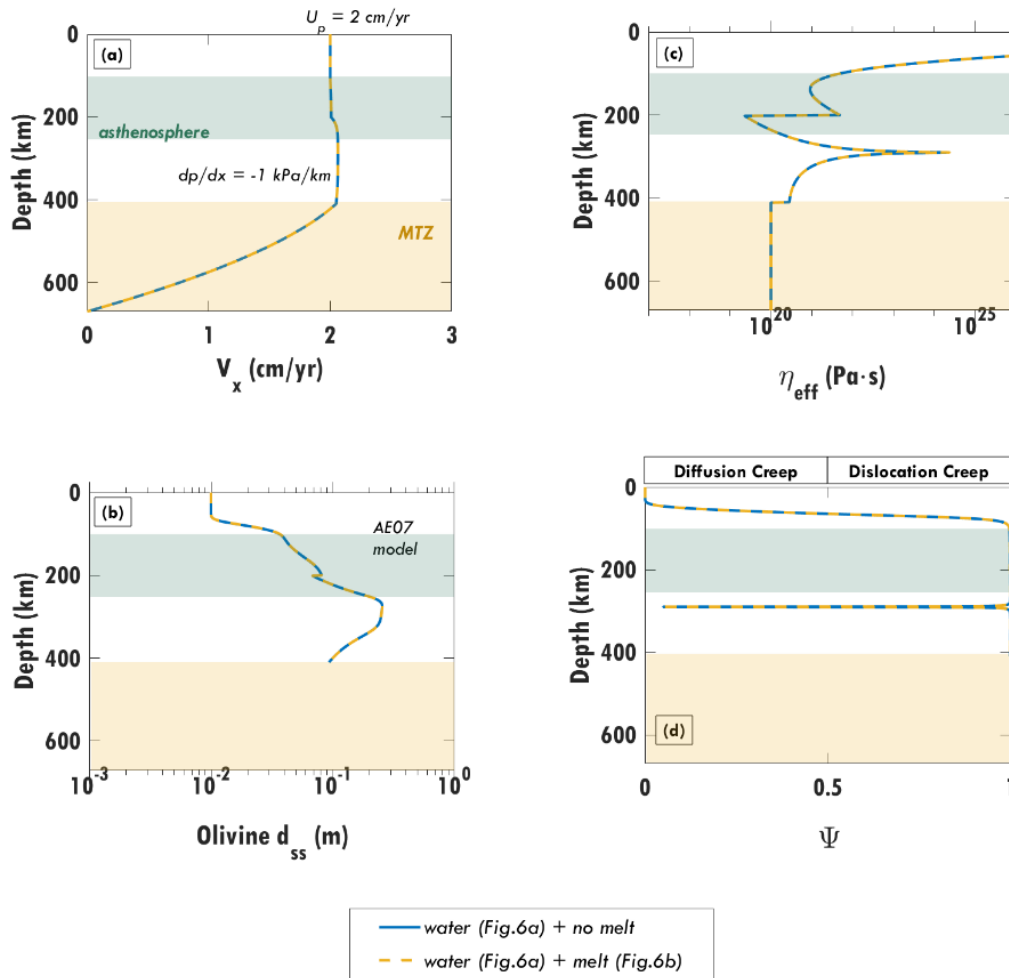 U_p = 2 cm/yr
(a)
0
200
400
600
Depth (km)
asthenosphere
dp/dx = -1 kPa/km
MTZ
0 1 2 3
V_x (cm/yr)
(c)
0
200
400
600
Depth (km)
10^20 10^25
η_eff (Pa·s)
(b)
0
200
400
600
Depth (km)
AE07
model
10^-3 10^-2 10^-1 10^0
Olivine d_ss (m)
Diffusion Creep Dislocation Creep
0
200
400
600
Depth (km)
(d)
0 0.5 1
Ψ
water (Fig.6a) + no melt
water (Fig.6a) + melt (Fig.6b)